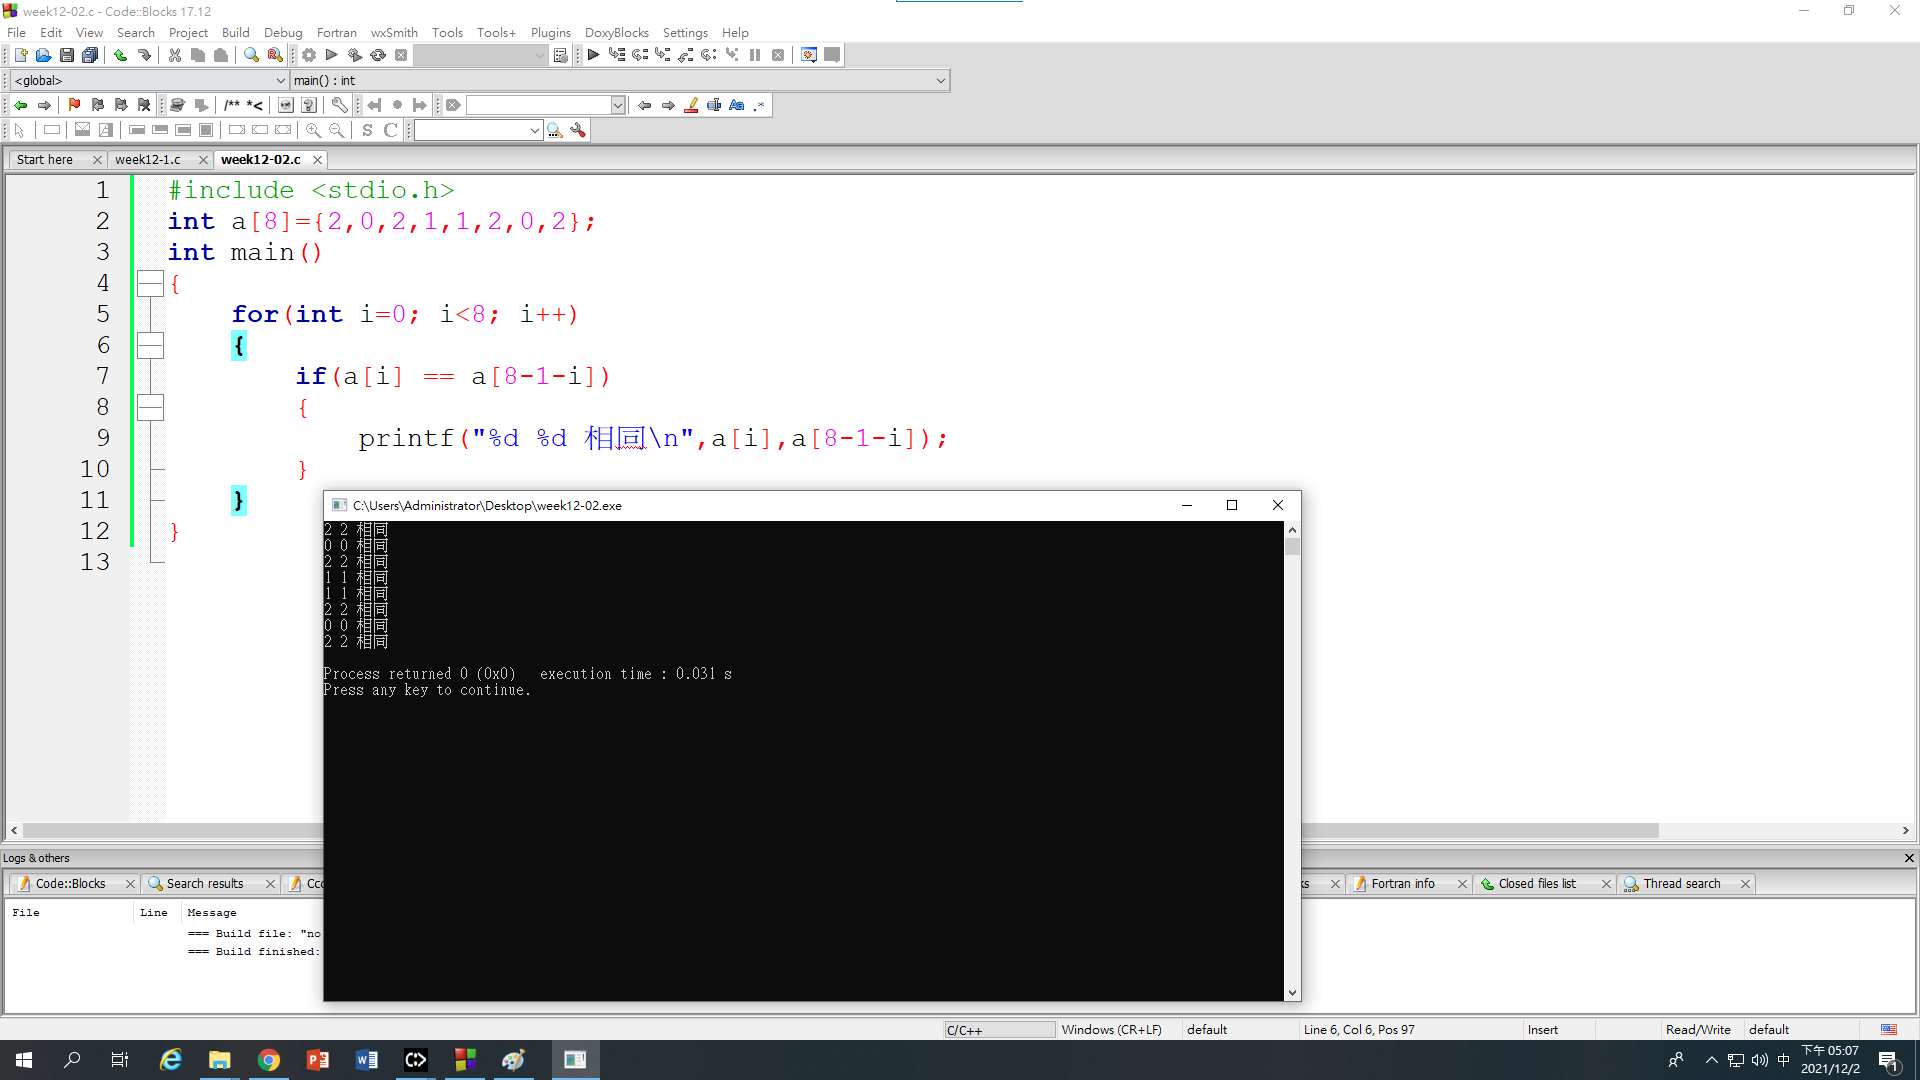 week12-02.c - Code::Blocks 17.12
File Edit View Search Project Build Debug Fortran wxSmith Tools Tools+ Plugins DoxyBlocks Settings Help
<global> main() : int
/** *<
S C
Start here week12-1.c week12-02.c
1 #include <stdio.h>
2 int a[8]={2,0,2,1,1,2,0,2};
3 int main()
4 {
5 for(int i=0; i<8; i++)
6 {
7 if(a[i] == a[8-1-i])
8 {
9 printf("%d %d 相同\n",a[i],a[8-1-i]);
10 }
11 }
12 }
13
C:\Users\Administrator\Desktop\week12-02.exe
2 2 相同
0 0 相同
2 2 相同
1 1 相同
1 1 相同
2 2 相同
0 0 相同
2 2 相同
Process returned 0 (0x0) execution time : 0.031 s
Press any key to continue.
Logs & others
Code::Blocks Search results Ccc ks Fortran info Closed files list Thread search
File Line Message
=== Build file: "no
=== Build finished:
C/C++ Windows (CR+LF) default Line 6, Col 6, Pos 97 Insert Read/Write default
中 下午 05:07
2021/12/2 1